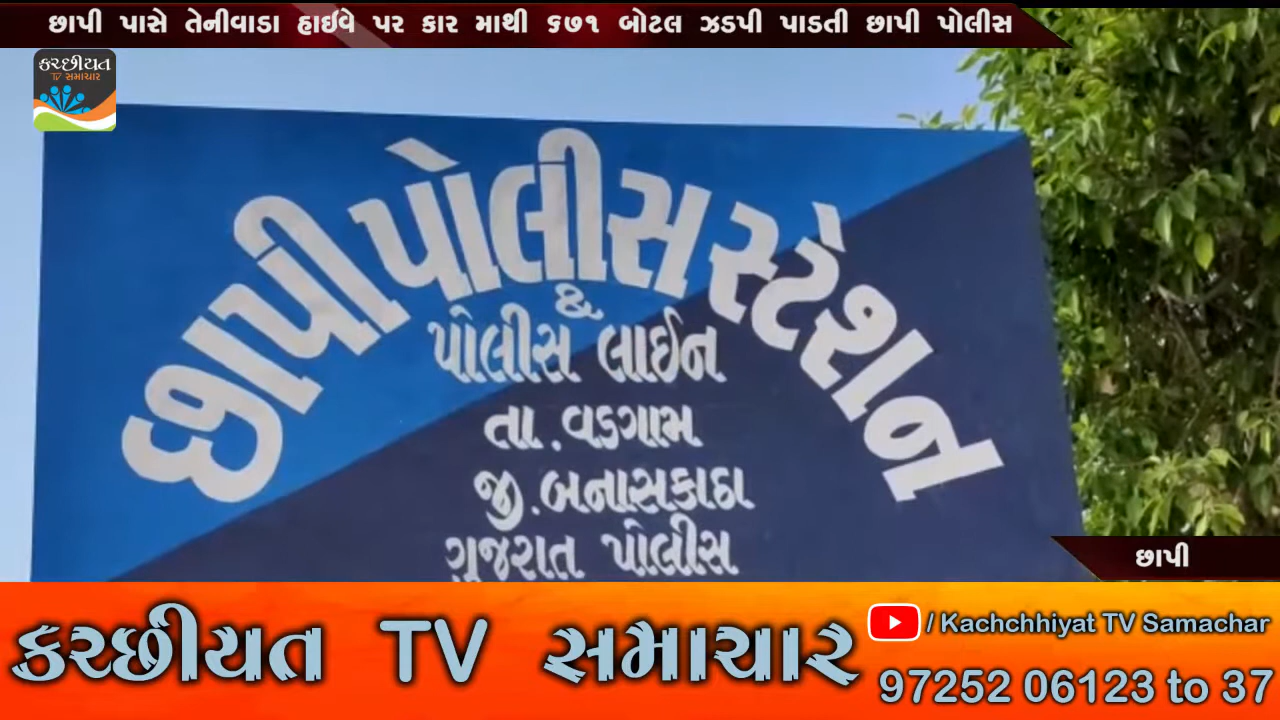 છાપી પાસે તેનીવાડા હાઈવે પર કાર માથી ૬૭૧ બોટલ ઝડપી પાડતી છાપી પોલીસ
કચ્છીયત
TV સમાચાર
છાપી પોલીસ સ્ટેશન
&
પોલીસ લાઈન
તા.વડગામ
જી.બનાસકાઠા
ગુજરાત પોલીસ
છાપી
કચ્છીયત TV સમાચાર
/ Kachchhiyat TV Samachar
97252 06123 to 37